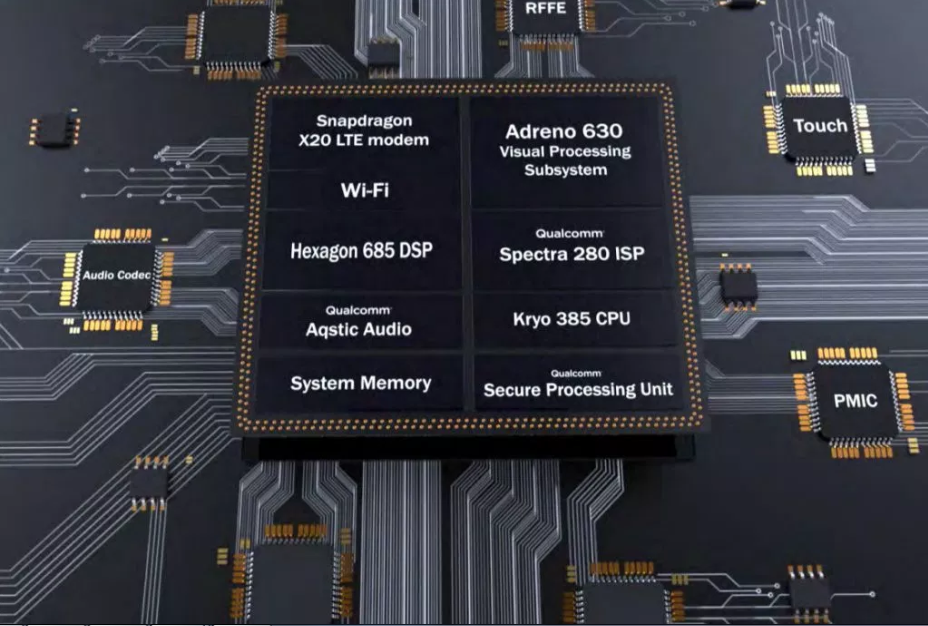 RFFE
Snapdragon
X20 LTE modem
Wi-Fi
Hexagon 685 DSP
Qualcomm
Aqstic Audio
System Memory
Adreno 630
Visual Processing
Subsystem
Qualcomm
Spectra 280 ISP
Kryo 385 CPU
Qualcomm
Secure Processing Unit
Touch
Audio Codec
PMIC